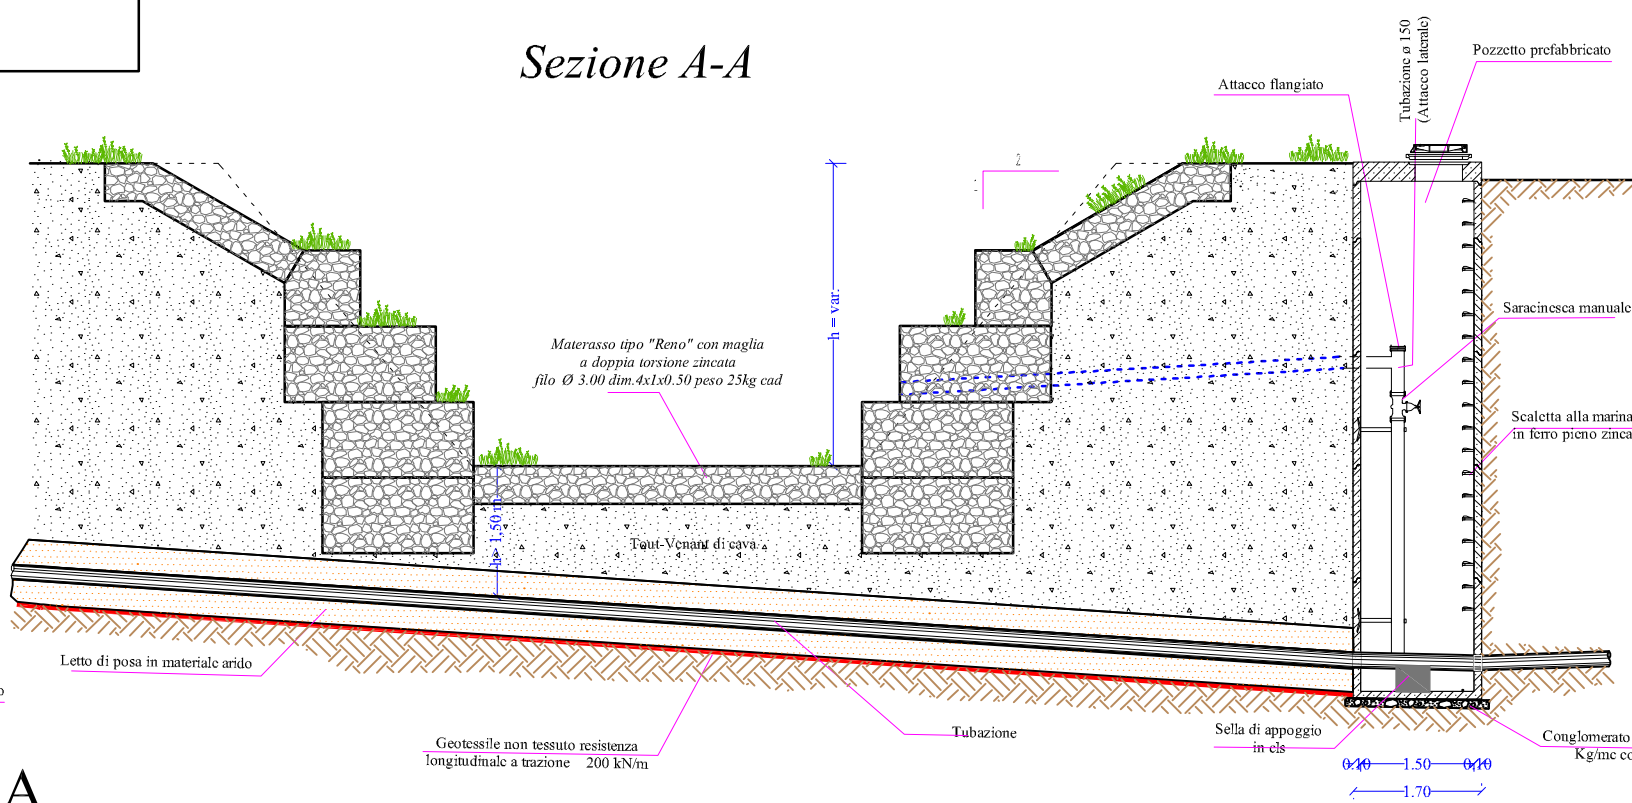 Sezione A-A
Tubazione ø 150
(Attacco laterale)
Pozzetto prefabbricato
Attacco flangiato
2
h = var.
Saracinesca manuale
Materasso tipo "Reno" con maglia
a doppia torsione zincata
filo Ø 3.00 dim.4x1x0.50 peso 25kg cad
Scaletta alla marina
in ferro pieno zinca
h> 1,50 m
Tout-Venant di cava
Letto di posa in materiale arido
Geotessile non tessuto resistenza
longitudinale a trazione 200 kN/m
Tubazione
Sella di appoggio
in cls
Conglomerato
Kg/mc co
0.10 1.50 0.10
1.70
A